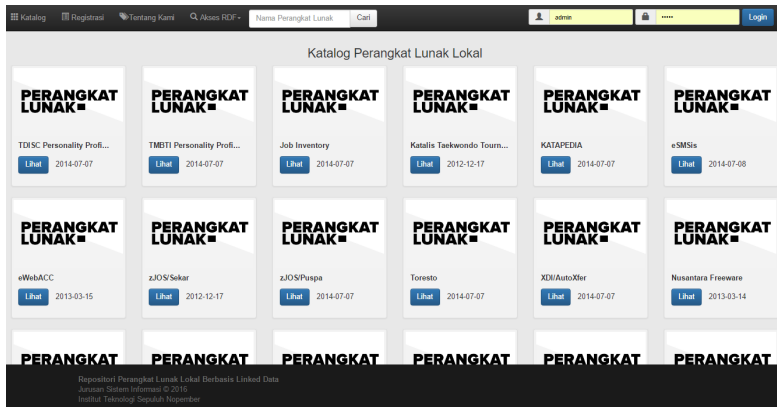 Katalog Registrasi Tentang Kami Akses RDF Nama Perangkat Lunak Cari admin ••••• Login
Katalog Perangkat Lunak Lokal
PERANGKAT LUNAK
PERANGKAT LUNAK
PERANGKAT LUNAK
PERANGKAT LUNAK
PERANGKAT LUNAK
PERANGKAT LUNAK
TDISC Personality Profi... TMBTI Personality Profi... Job Inventory Katalis Taekwondo Tourn... KATAPEDIA eSMSis
Lihat 2014-07-07 Lihat 2014-07-07 Lihat 2014-07-07 Lihat 2012-12-17 Lihat 2014-07-07 Lihat 2014-07-08
PERANGKAT LUNAK
PERANGKAT LUNAK
PERANGKAT LUNAK
PERANGKAT LUNAK
PERANGKAT LUNAK
PERANGKAT LUNAK
eWebACC zJOS/Sekar zJOS/Puspa Toresto XDI/AutoXfer Nusantara Freeware
Lihat 2013-03-15 Lihat 2012-12-17 Lihat 2014-07-07 Lihat 2014-07-07 Lihat 2014-07-07 Lihat 2013-03-14
PERANGKAT PERANGKAT PERANGKAT PERANGKAT PERANGKAT PERANGKAT
Repositori Perangkat Lunak Lokal Berbasis Linked Data
Jurusan Sistem Informasi © 2016
Institut Teknologi Sepuluh Nopember